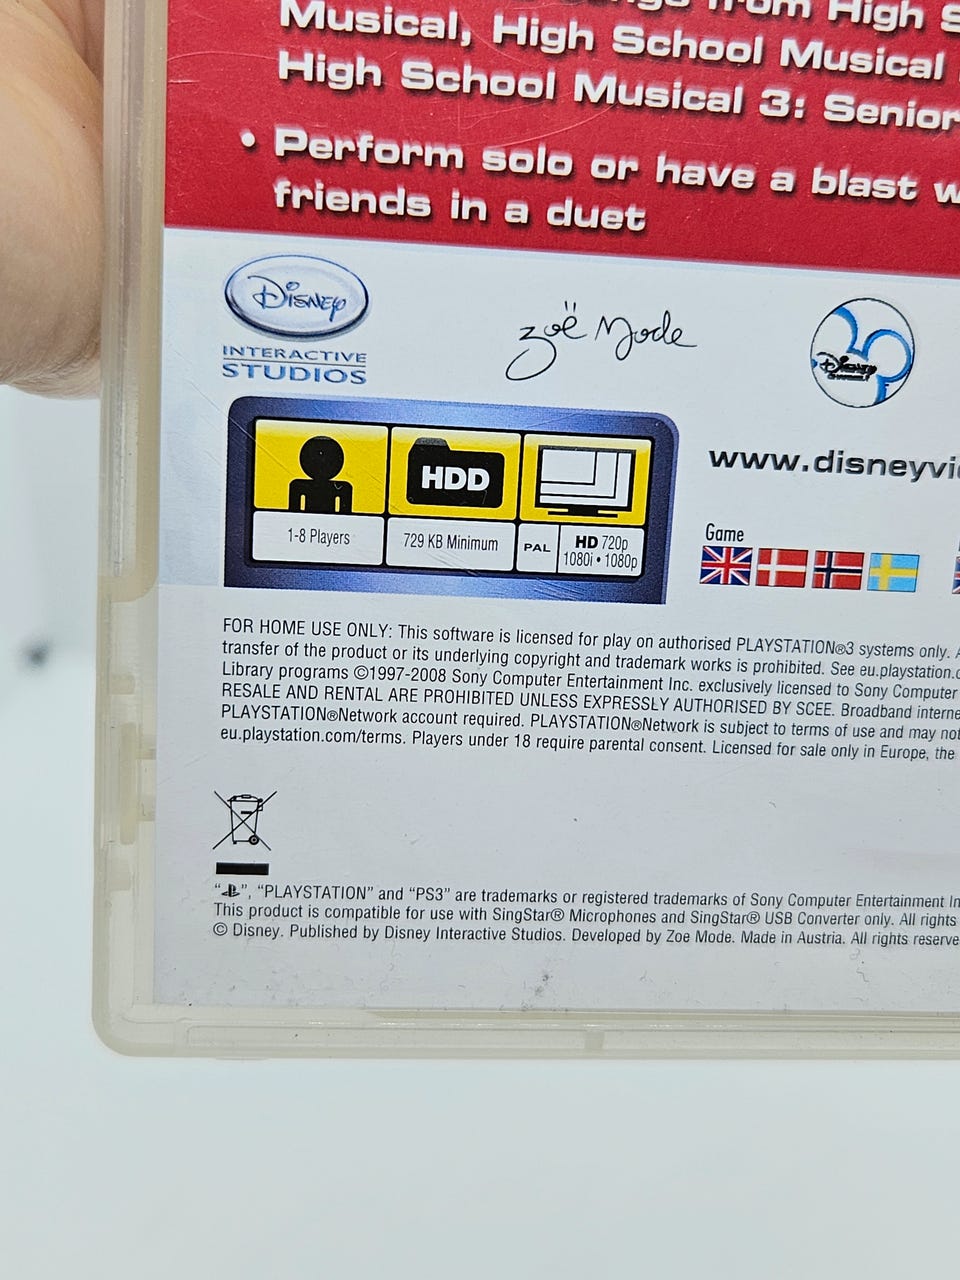 from High
Musical, High School Musical
High School Musical 3: Senior
• Perform solo or have a blast
friends in a duet
Disney
INTERACTIVE
STUDIOS
zoë Mode
Disney
CHANNEL
HDD
1-8 Players
729 KB Minimum
PAL
HD 720p
1080i • 1080p
www.disneyvi
Game
FOR HOME USE ONLY: This software is licensed for play on authorised PLAYSTATION®3 systems only.
transfer of the product or its underlying copyright and trademark works is prohibited. See eu.playstation.c
Library programs ©1997-2008 Sony Computer Entertainment Inc. exclusively licensed to Sony Computer
RESALE AND RENTAL ARE PROHIBITED UNLESS EXPRESSLY AUTHORISED BY SCEE. Broadband interne
PLAYSTATION®Network account required. PLAYSTATION®Network is subject to terms of use and may not
eu.playstation.com/terms. Players under 18 require parental consent. Licensed for sale only in Europe, the
“PS”, “PLAYSTATION” and “PS3” are trademarks or registered trademarks of Sony Computer Entertainment In
This product is compatible for use with SingStar® Microphones and SingStar® USB Converter only. All rights
© Disney. Published by Disney Interactive Studios. Developed by Zoe Mode. Made in Austria. All rights reserve